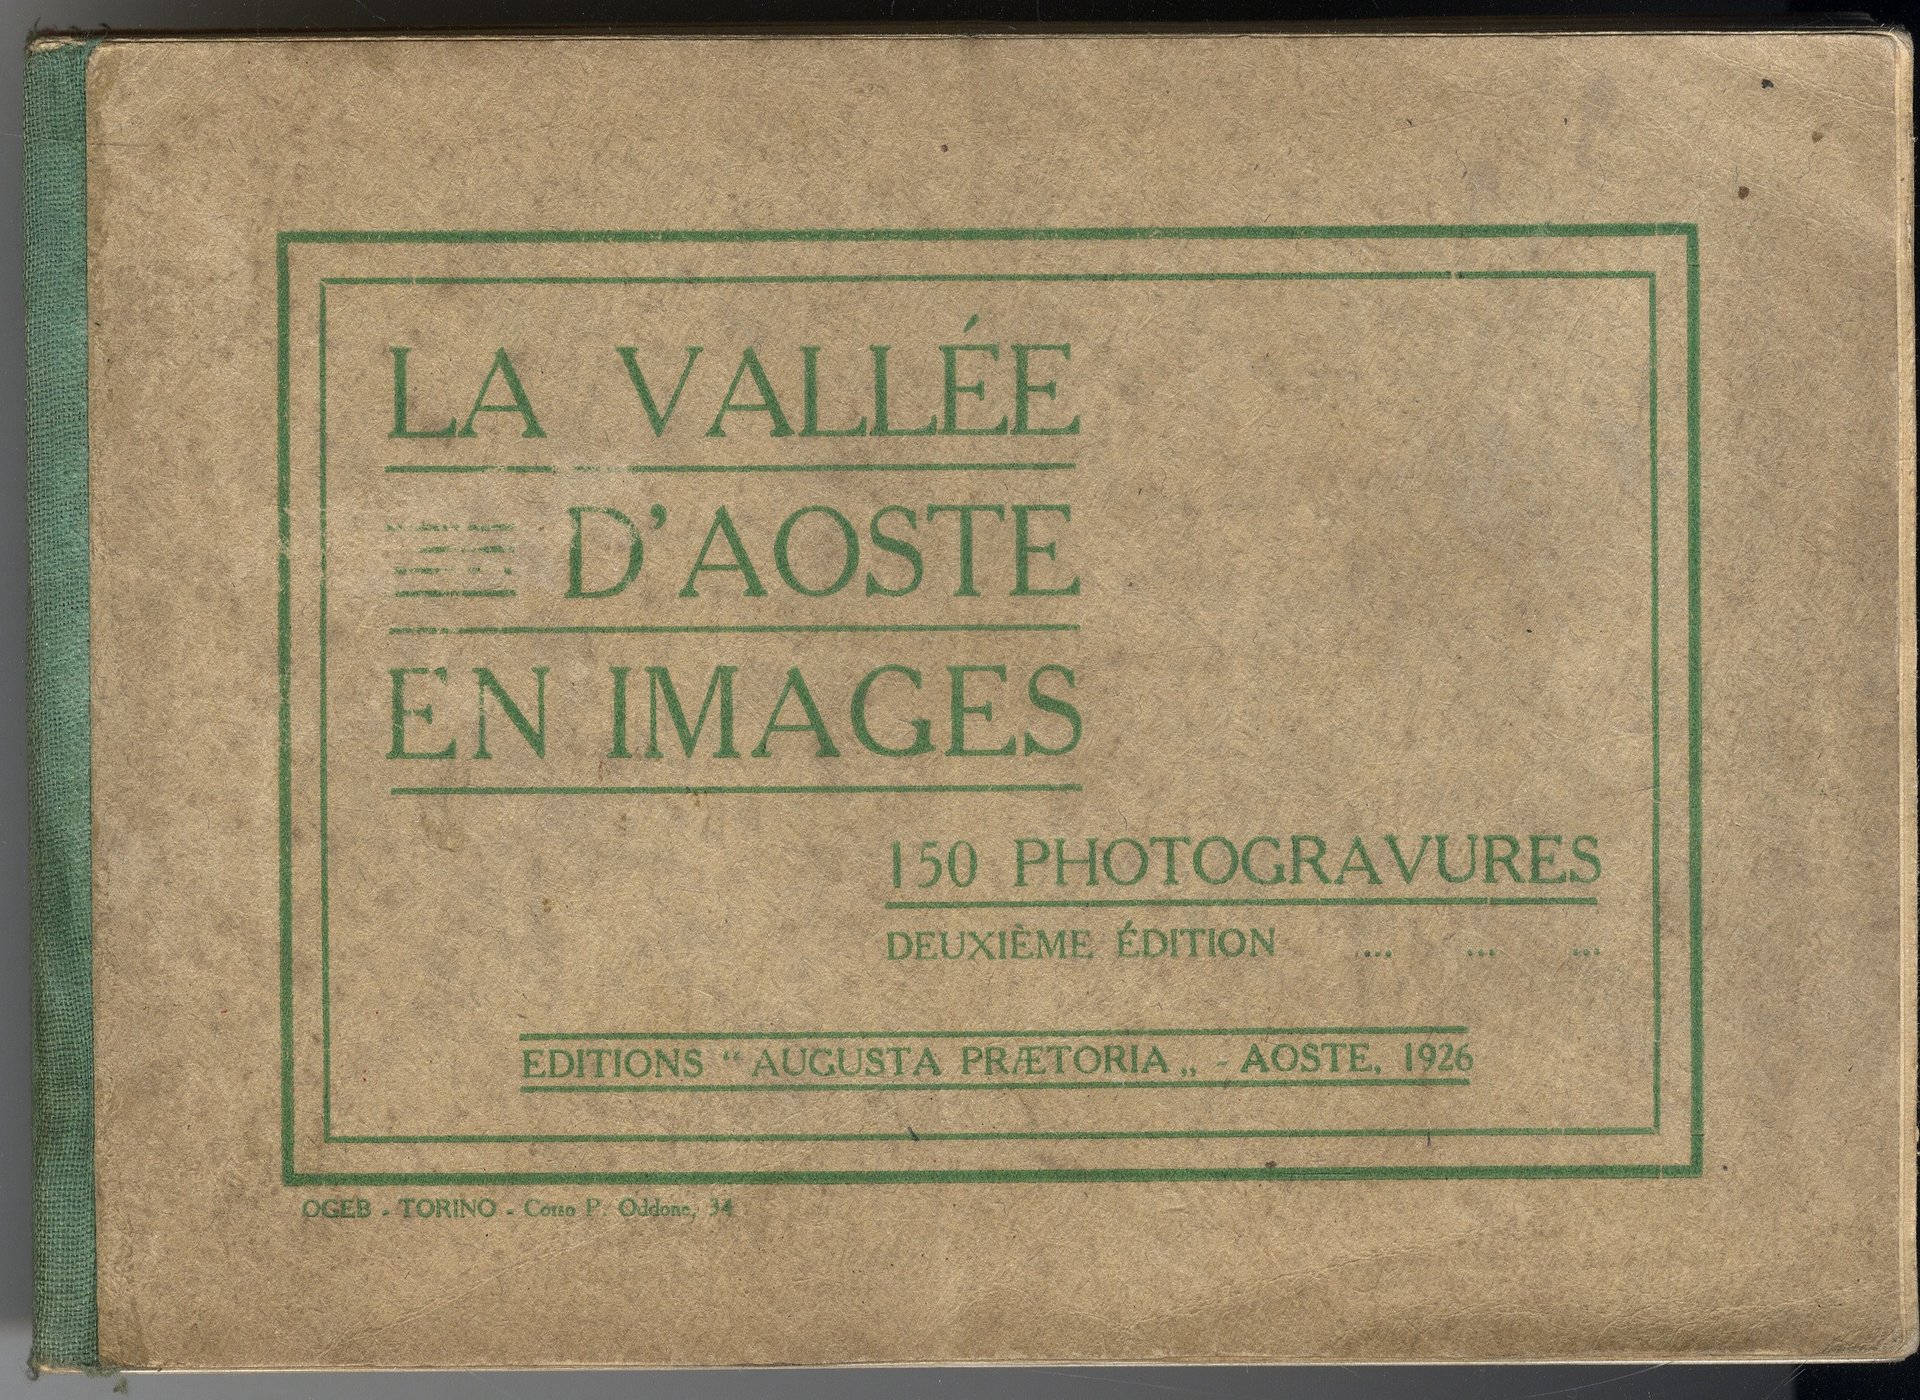 LA VALLÉE
D'AOSTE
EN IMAGES
150 PHOTOGRAVURES
DEUXIÈME ÉDITION ... ... ...
EDITIONS “ AUGUSTA PRÆTORIA „ - AOSTE, 1926
OGEB - TORINO - Corso P. Oddone, 34